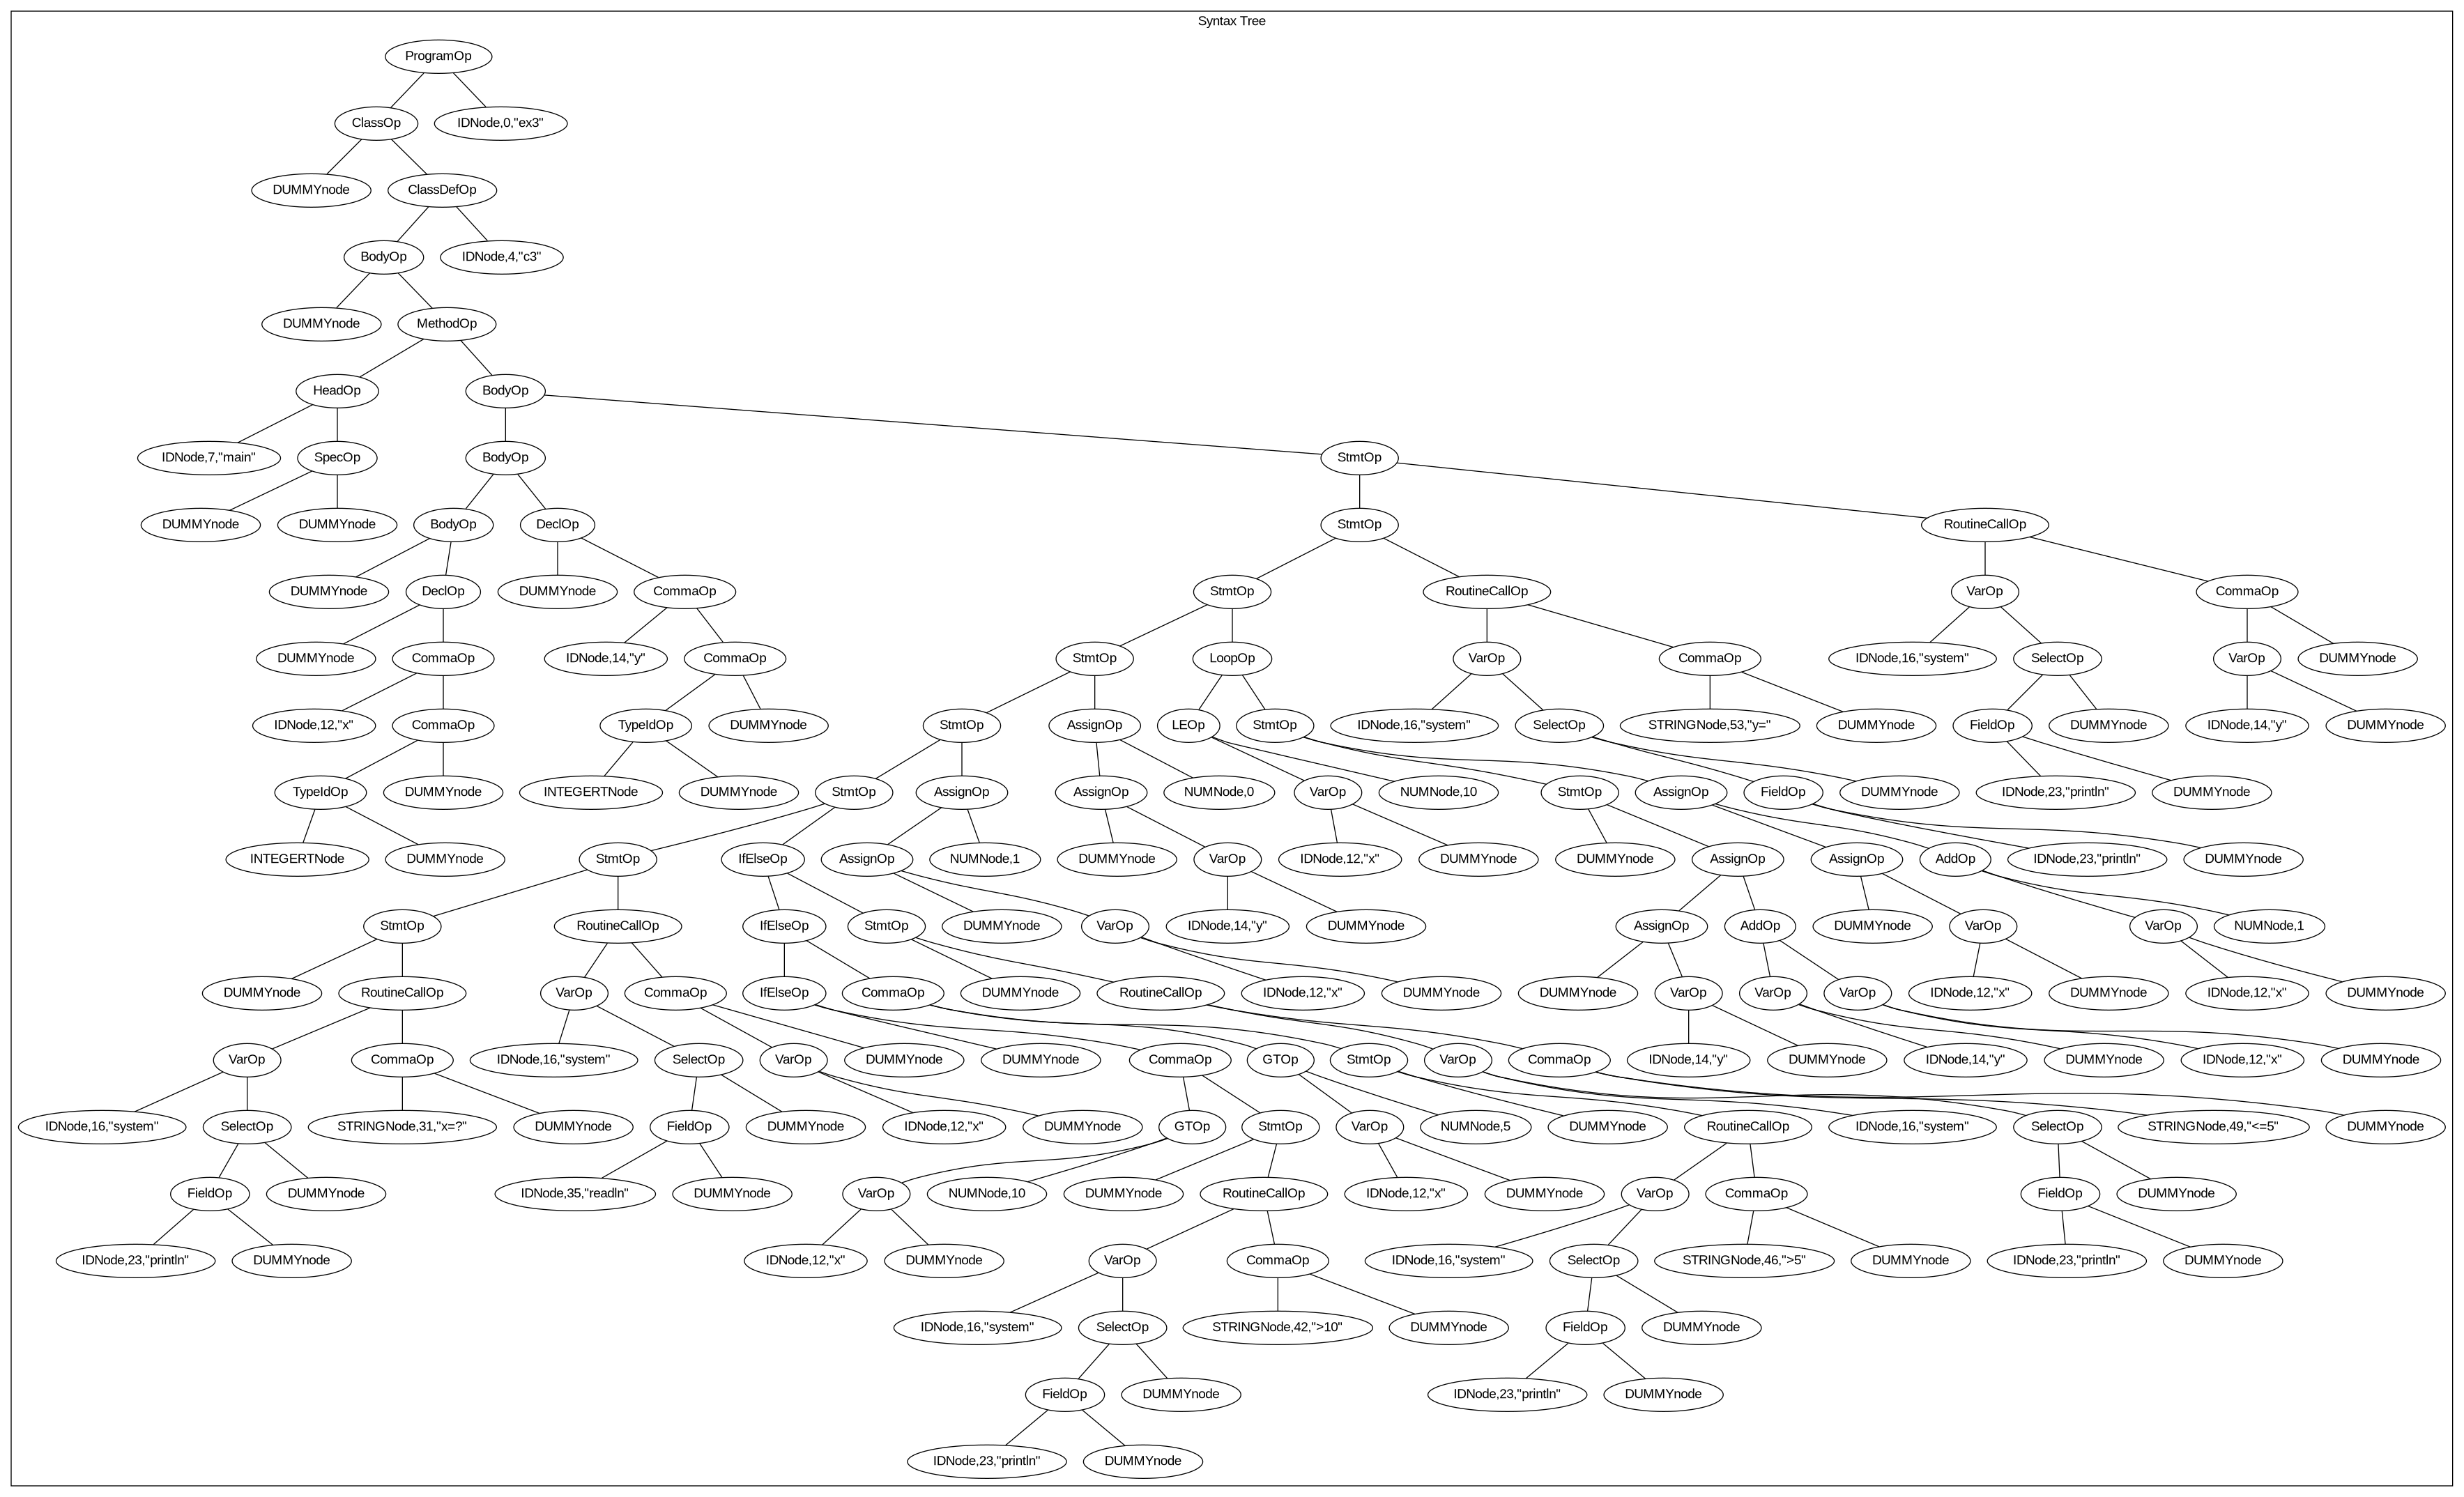 Syntax Tree
ProgramOp
ClassOp
IDNode,0,"ex3"
DUMMYnode
ClassDefOp
BodyOp
IDNode,4,"c3"
DUMMYnode
MethodOp
HeadOp
BodyOp
IDNode,7,"main"
SpecOp
BodyOp
StmtOp
DUMMYnode
DUMMYnode
BodyOp
DeclOp
StmtOp
RoutineCallOp
DUMMYnode
DeclOp
DUMMYnode
CommaOp
StmtOp
RoutineCallOp
VarOp
CommaOp
DUMMYnode
CommaOp
IDNode,14,"y"
CommaOp
StmtOp
LoopOp
VarOp
CommaOp
IDNode,16,"system"
SelectOp
VarOp
DUMMYnode
IDNode,12,"x"
CommaOp
TypeIdOp
DUMMYnode
StmtOp
AssignOp
LEOp
StmtOp
IDNode,16,"system"
SelectOp
STRINGNode,53,"y="
DUMMYnode
FieldOp
DUMMYnode
IDNode,14,"y"
DUMMYnode
TypeIdOp
DUMMYnode
INTEGERTNode
DUMMYnode
StmtOp
AssignOp
AssignOp
NUMNode,0
VarOp
NUMNode,10
StmtOp
AssignOp
FieldOp
DUMMYnode
IDNode,23,"println"
DUMMYnode
INTEGERTNode
DUMMYnode
StmtOp
IfElseOp
AssignOp
NUMNode,1
DUMMYnode
VarOp
IDNode,12,"x"
DUMMYnode
DUMMYnode
AssignOp
AssignOp
AddOp
IDNode,23,"println"
DUMMYnode
StmtOp
RoutineCallOp
IfElseOp
StmtOp
DUMMYnode
VarOp
IDNode,14,"y"
DUMMYnode
AssignOp
AddOp
DUMMYnode
VarOp
VarOp
NUMNode,1
DUMMYnode
RoutineCallOp
VarOp
CommaOp
IfElseOp
CommaOp
DUMMYnode
RoutineCallOp
IDNode,12,"x"
DUMMYnode
DUMMYnode
VarOp
VarOp
VarOp
IDNode,12,"x"
DUMMYnode
IDNode,12,"x"
DUMMYnode
VarOp
CommaOp
IDNode,16,"system"
SelectOp
VarOp
DUMMYnode
DUMMYnode
CommaOp
GTOp
StmtOp
VarOp
CommaOp
IDNode,14,"y"
DUMMYnode
IDNode,14,"y"
DUMMYnode
IDNode,12,"x"
DUMMYnode
IDNode,16,"system"
SelectOp
STRINGNode,31,"x=?"
DUMMYnode
FieldOp
DUMMYnode
IDNode,12,"x"
DUMMYnode
GTOp
StmtOp
VarOp
NUMNode,5
DUMMYnode
RoutineCallOp
IDNode,16,"system"
SelectOp
STRINGNode,49,"<=5"
DUMMYnode
FieldOp
DUMMYnode
IDNode,35,"readln"
DUMMYnode
VarOp
NUMNode,10
DUMMYnode
RoutineCallOp
IDNode,12,"x"
DUMMYnode
VarOp
CommaOp
FieldOp
DUMMYnode
IDNode,23,"println"
DUMMYnode
IDNode,12,"x"
DUMMYnode
VarOp
CommaOp
IDNode,16,"system"
SelectOp
STRINGNode,46,">5"
DUMMYnode
IDNode,23,"println"
DUMMYnode
IDNode,16,"system"
SelectOp
STRINGNode,42,">10"
DUMMYnode
FieldOp
DUMMYnode
FieldOp
DUMMYnode
IDNode,23,"println"
DUMMYnode
IDNode,23,"println"
DUMMYnode